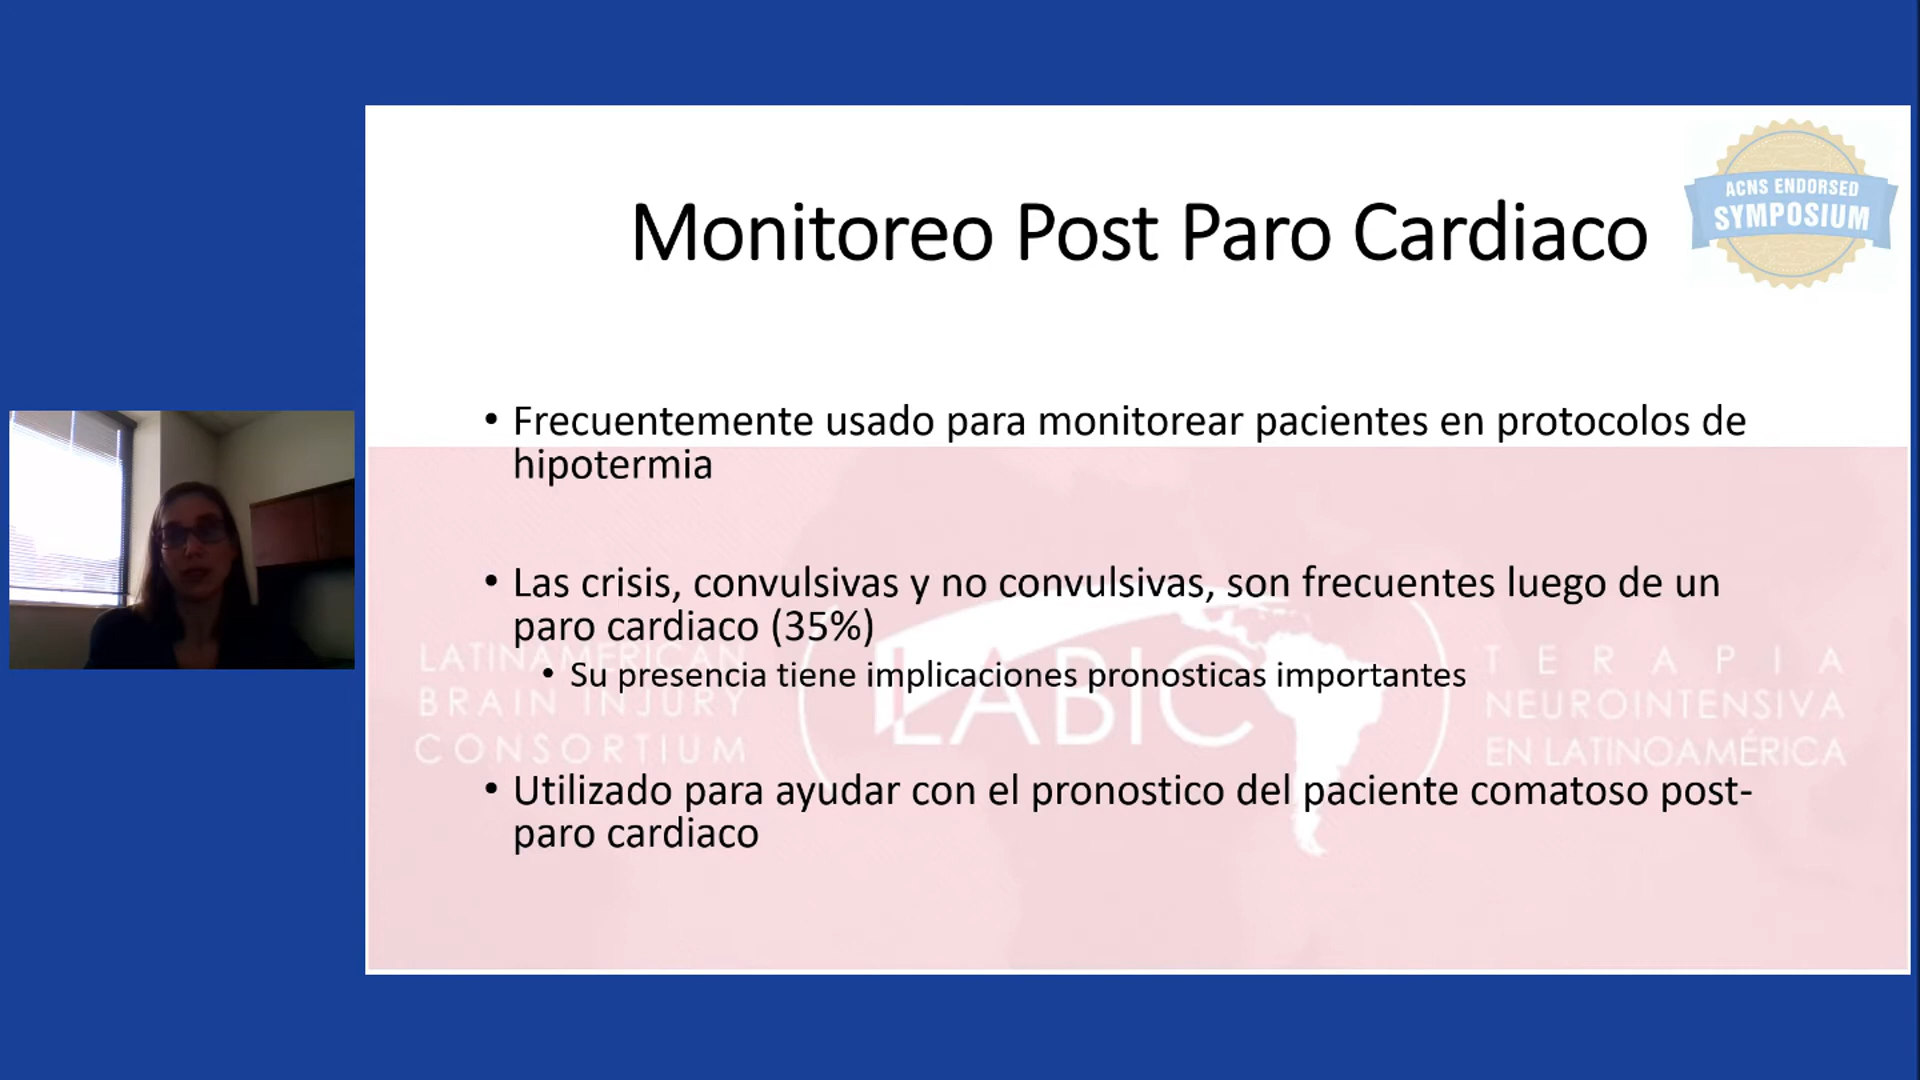 Monitoreo Post Paro Cardiaco
ACNS ENDORSED
SYMPOSIUM
• Frecuentemente usado para monitorear pacientes en protocolos de
hipotermia
• Las crisis, convulsivas y no convulsivas, son frecuentes luego de un
paro cardiaco (35%)
• Su presencia tiene implicaciones pronosticas importantes
• Utilizado para ayudar con el pronostico del paciente comatoso post-
paro cardiaco
LATINAMERICAN
BRAIN INJURY
CONSORTIUM
LABIC
TERAPIA
NEUROINTENSIVA
EN LATINOAMÉRICA